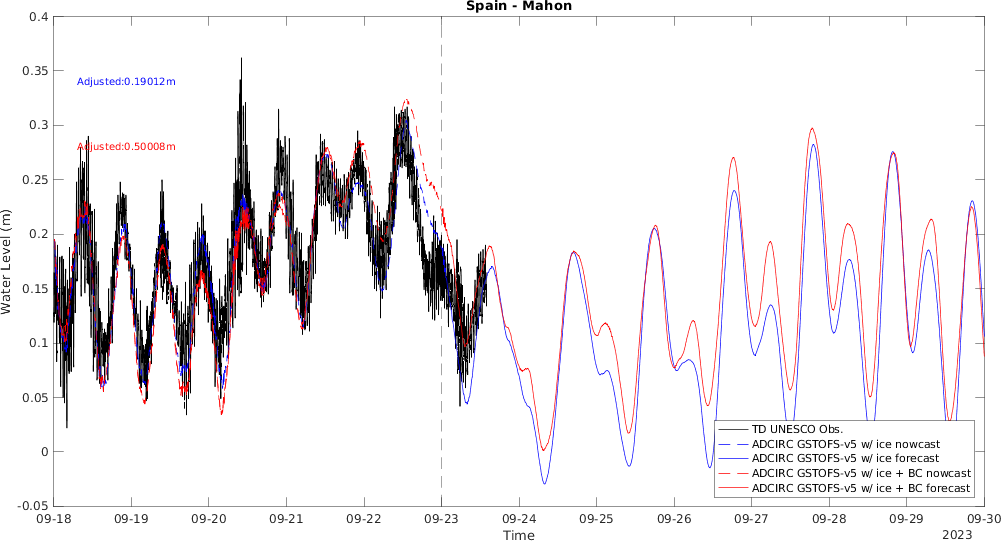 Spain - Mahon
0.4
0.35
0.3
0.25
0.2
0.15
0.1
0.05
0
-0.05
Water Level (m)
Adjusted:0.19012m
Adjusted:0.50008m
TD UNESCO Obs.
ADCIRC GSTOFS-v5 w/ ice nowcast
ADCIRC GSTOFS-v5 w/ ice forecast
ADCIRC GSTOFS-v5 w/ ice + BC nowcast
ADCIRC GSTOFS-v5 w/ ice + BC forecast
09-18 09-19 09-20 09-21 09-22 09-23 09-24 09-25 09-26 09-27 09-28 09-29 09-30
Time
2023